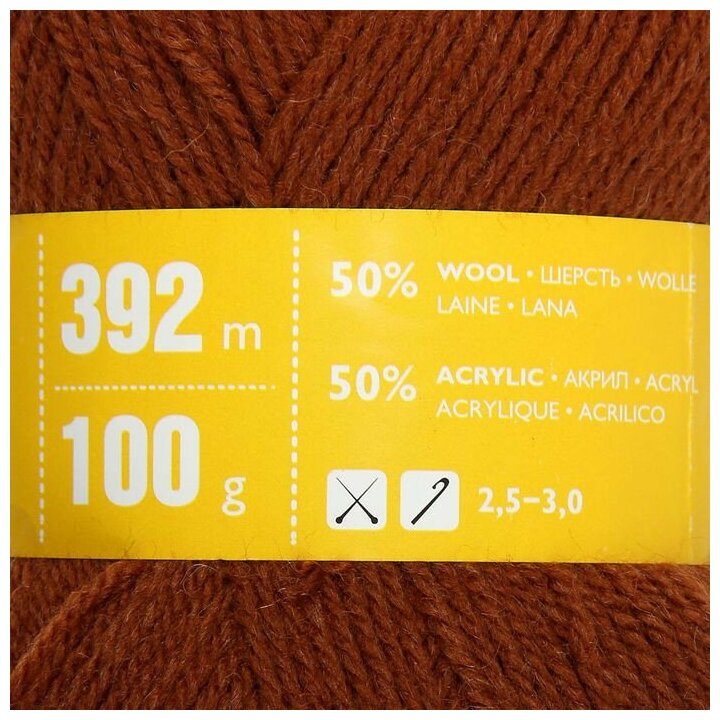 392 m
100 g
50% WOOL • ШЕРСТЬ • WOLLE
LAINE • LANA
50% ACRYLIC • АКРИЛ • ACRYL
ACRYLIQUE • ACRILICO
2,5–3,0